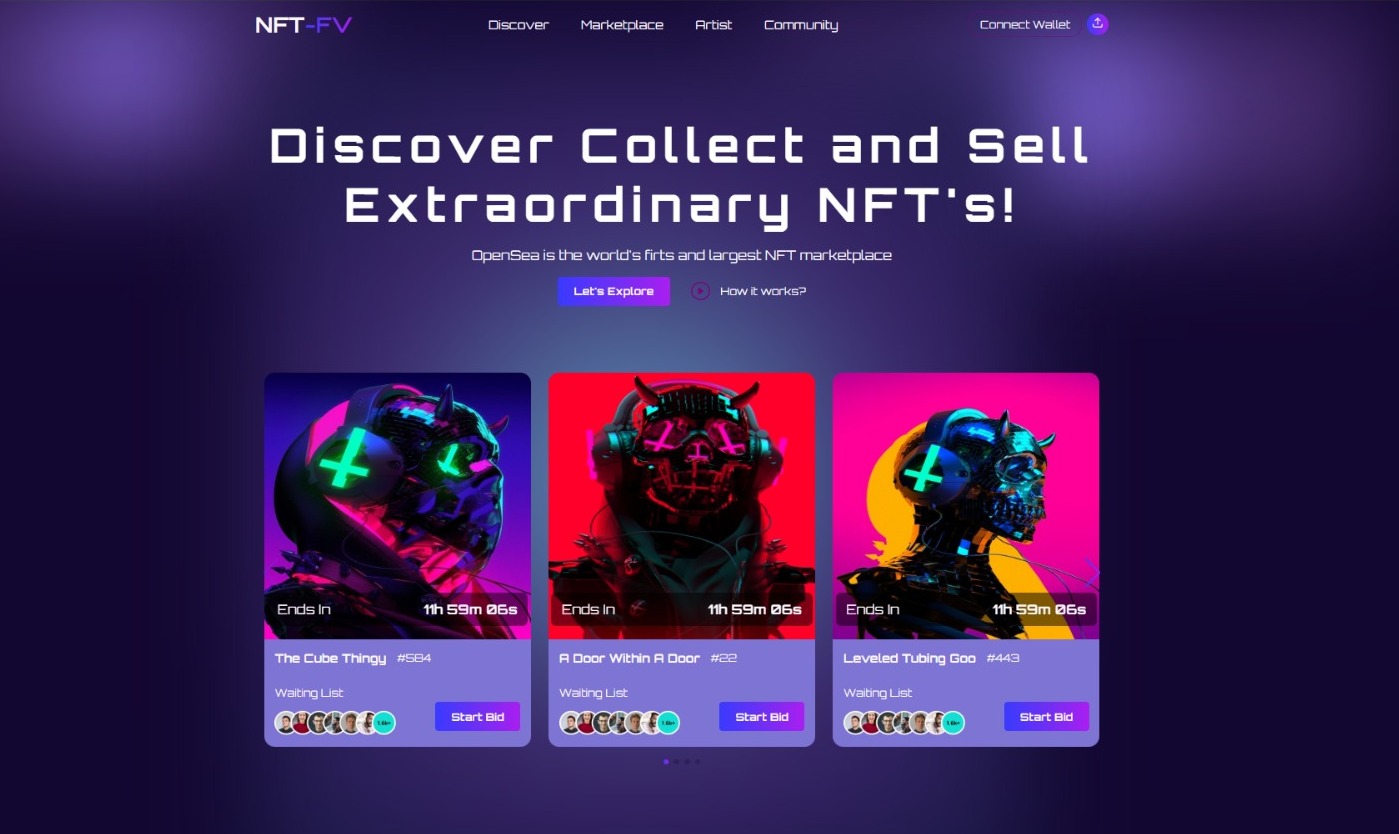 NFT-FV
Discover Marketplace Artist Community
Connect Wallet
Discover Collect and Sell
Extraordinary NFT's!
OpenSea is the world's firts and largest NFT marketplace
Let's Explore
How it works?
Ends In 11h 59m 06s
The Cube Thingy #584
Waiting List
1.6k+
Start Bid
Ends In 11h 59m 06s
A Door Within A Door #22
Waiting List
1.6k+
Start Bid
Ends In 11h 59m 06s
Leveled Tubing Goo #443
Waiting List
1.6k+
Start Bid